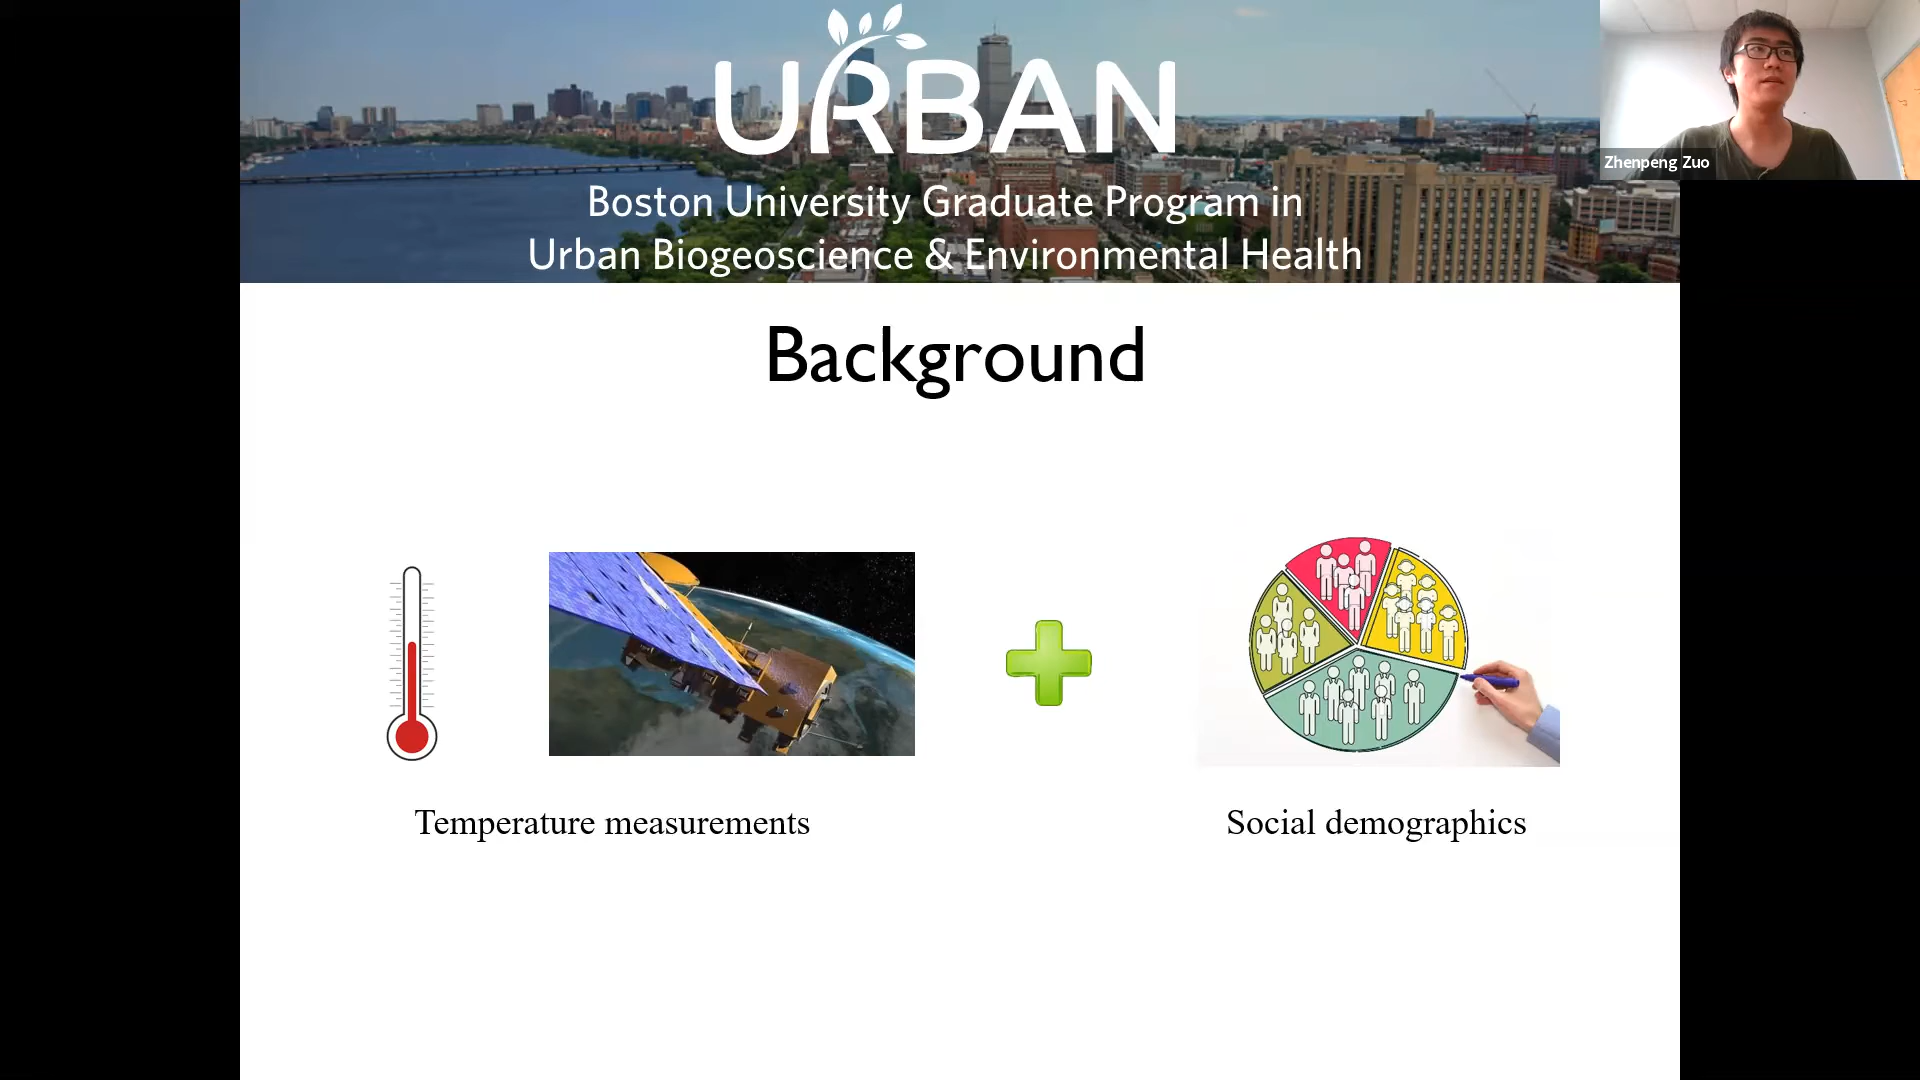 URBAN
Boston University Graduate Program in
Urban Biogeoscience & Environmental Health
Zhenpeng Zuo
Background
Temperature measurements
Social demographics